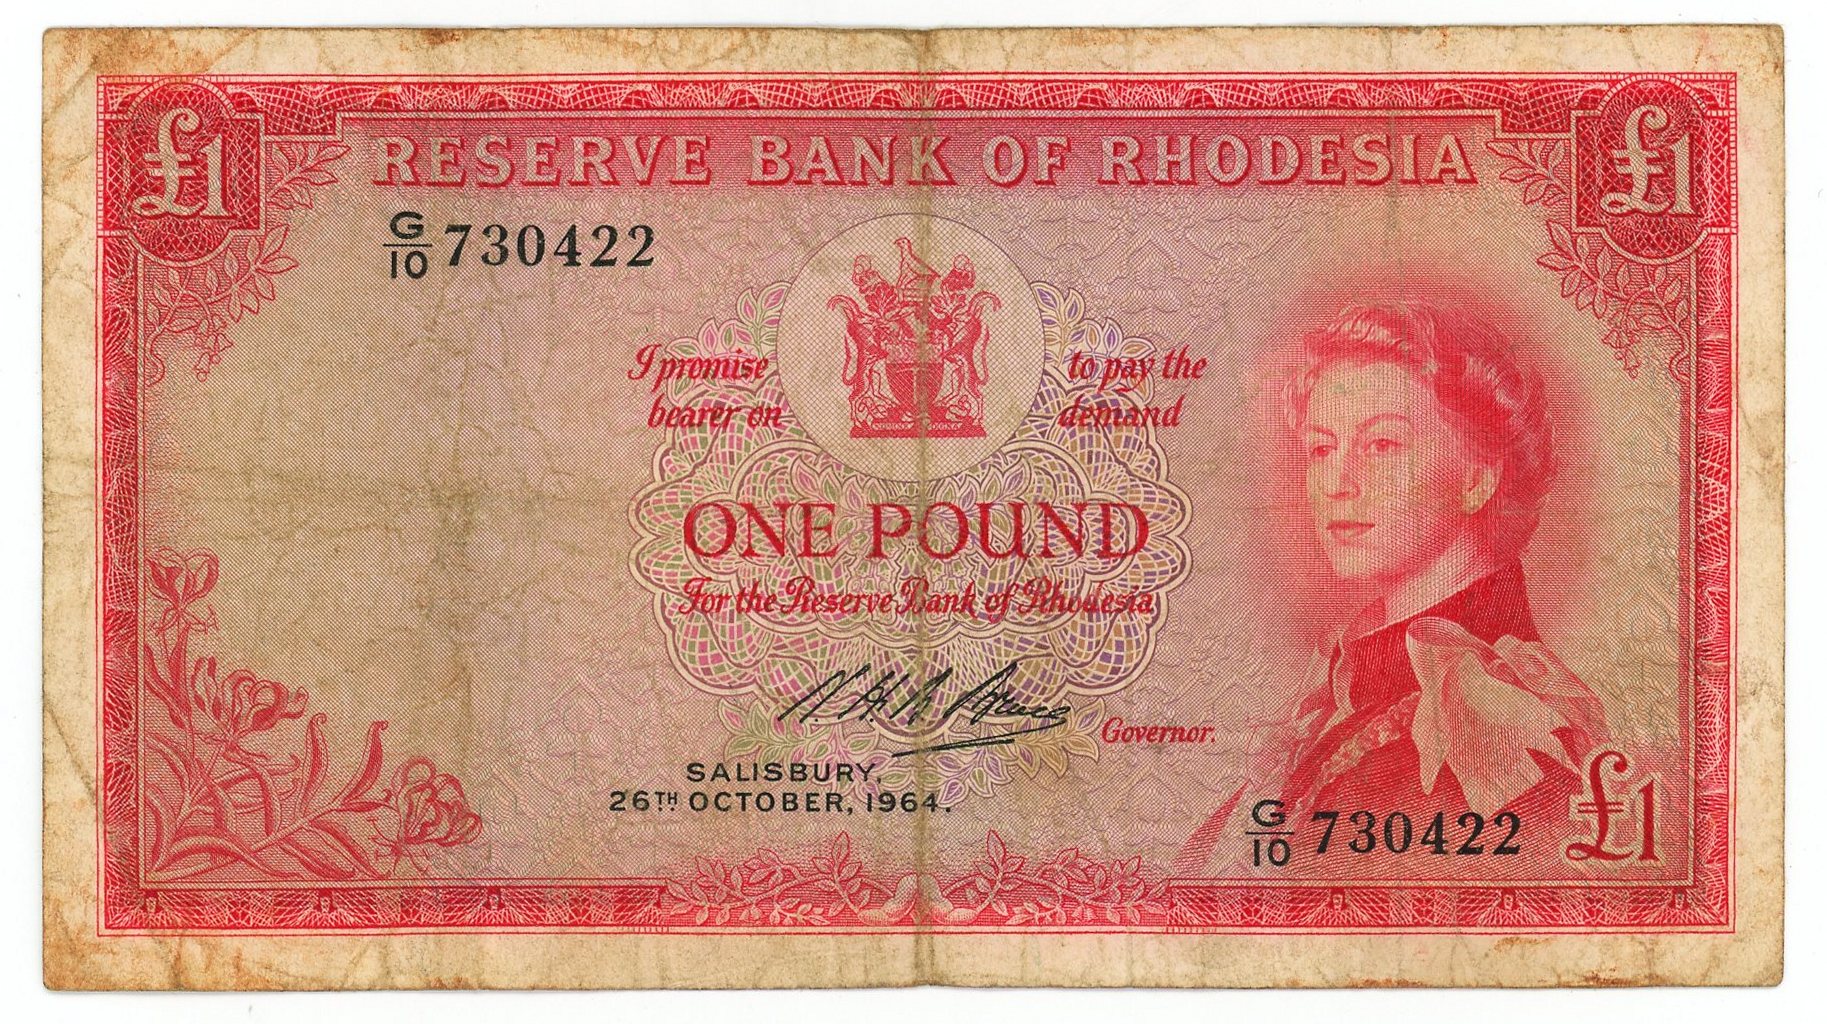 £1
£1
RESERVE BANK OF RHODESIA
G/10 730422
I promise to pay the
bearer on demand
ONE POUND
For the Reserve Bank of Rhodesia
N. H. B. Bruce
Governor.
SALISBURY,
26TH OCTOBER, 1964.
G/10 730422
£1